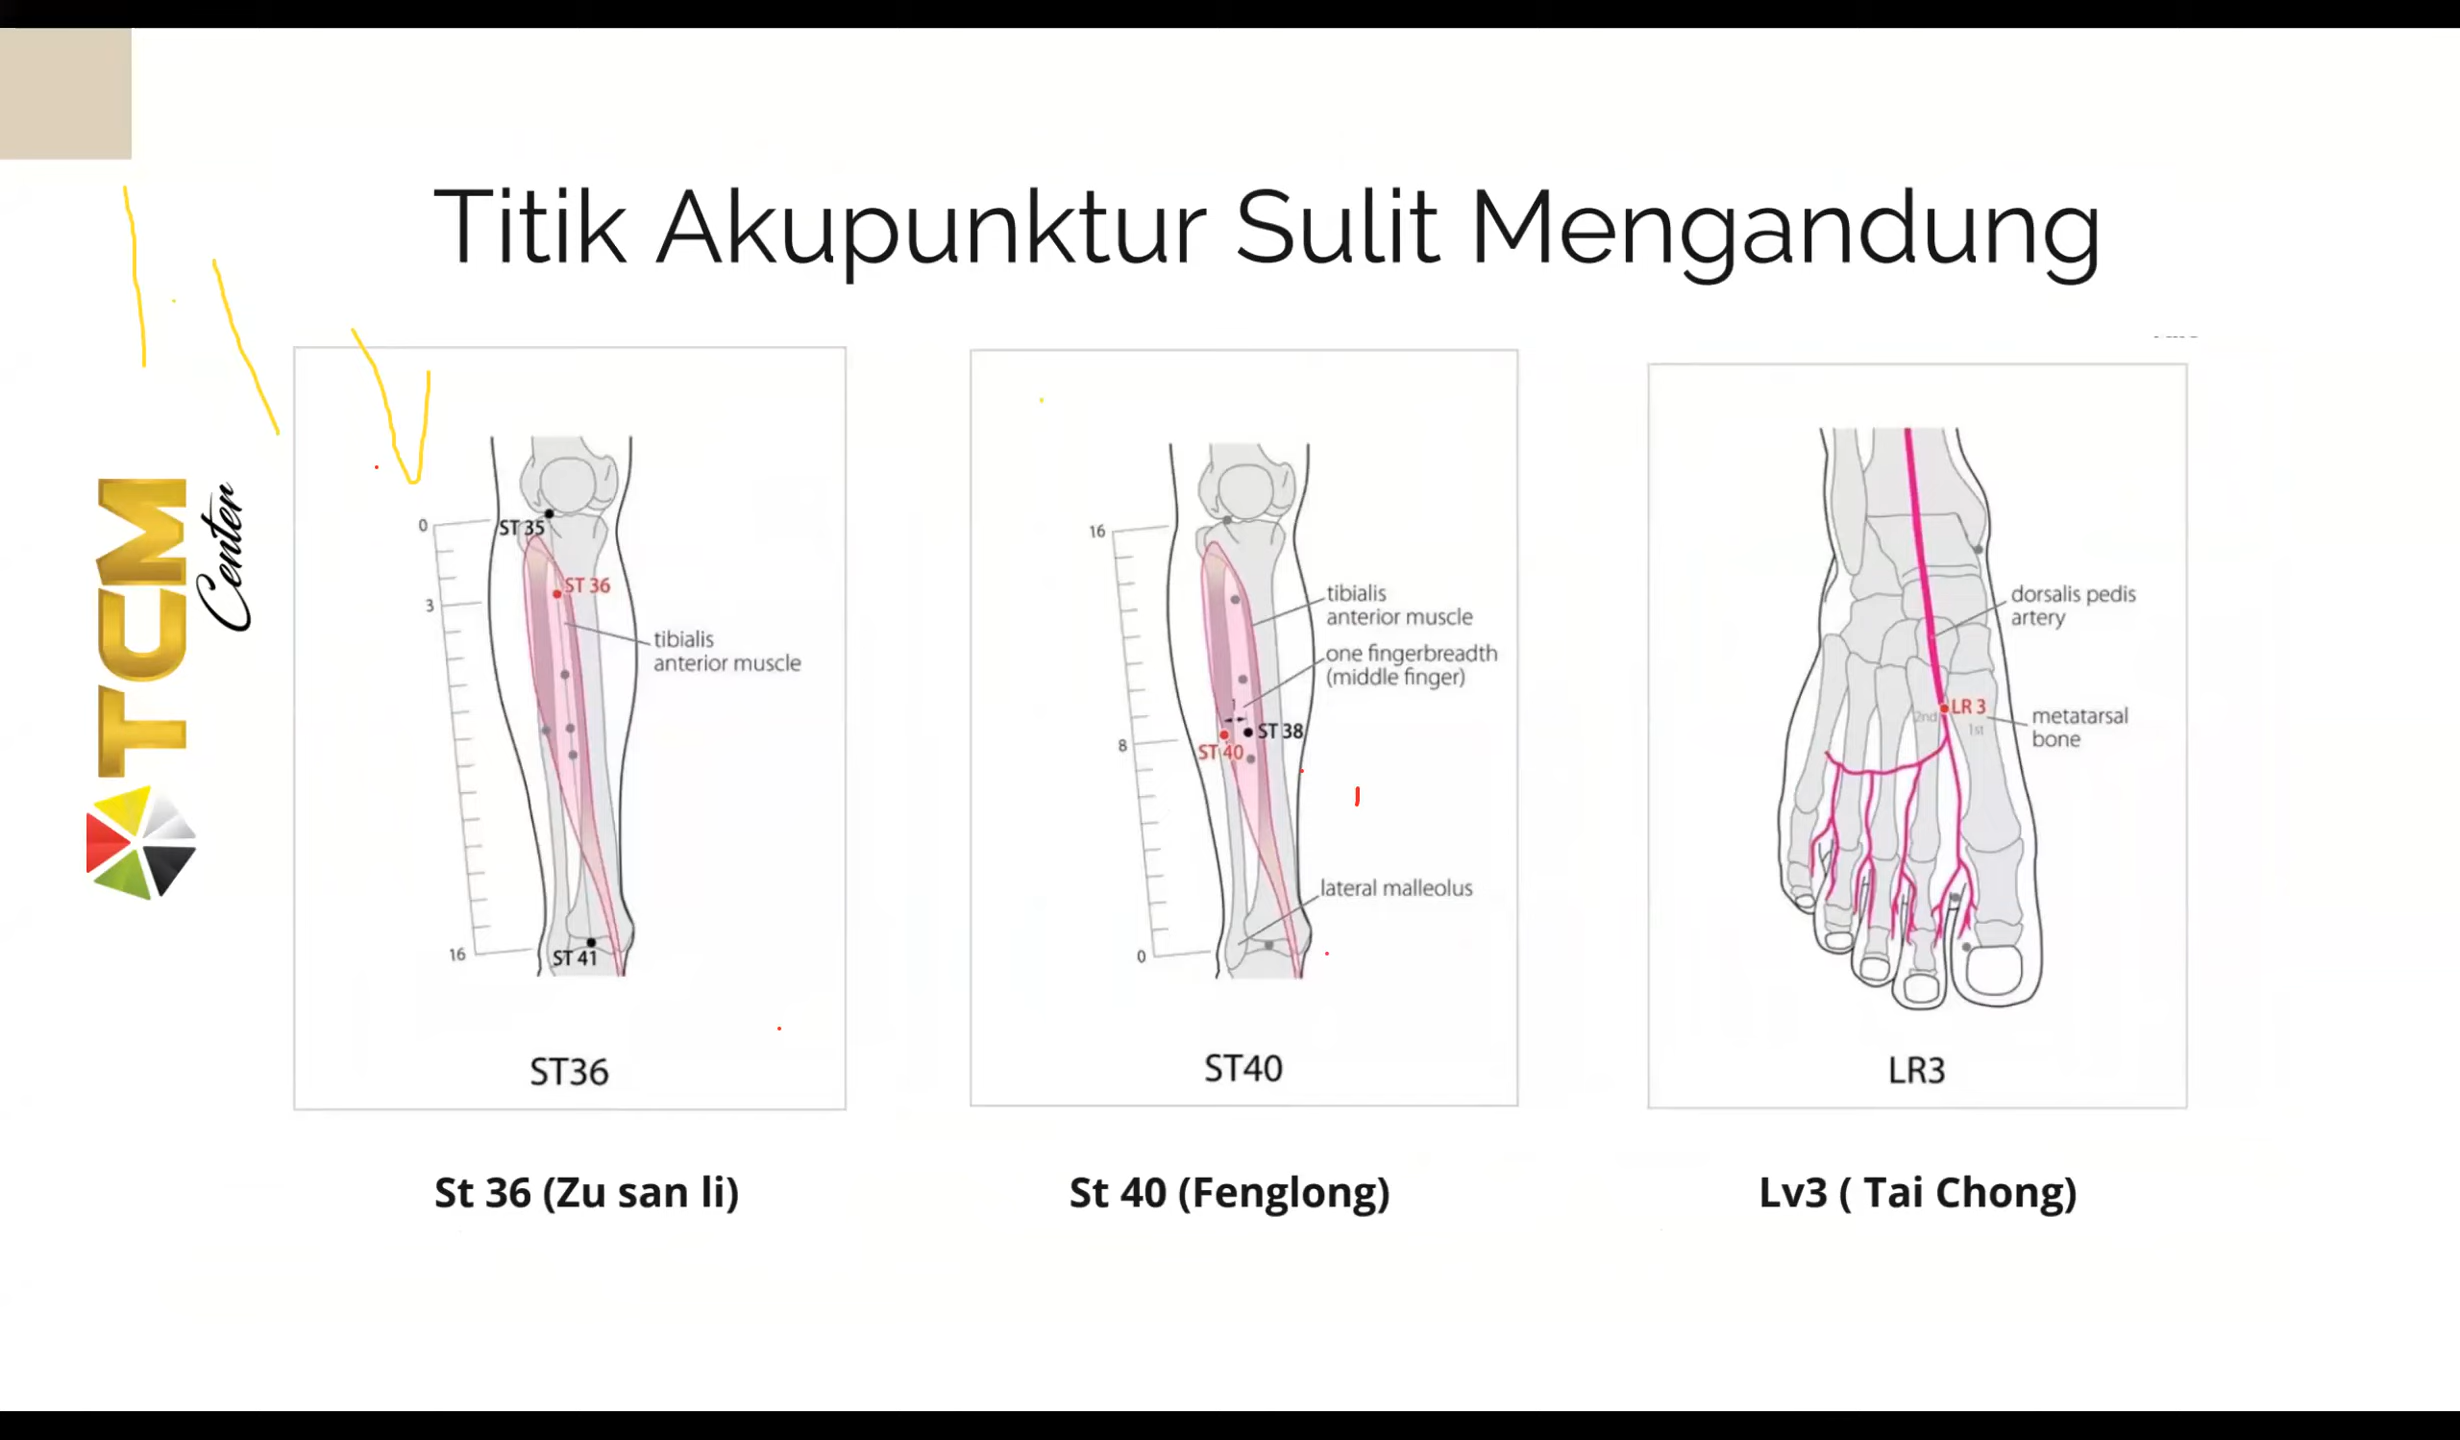 Titik Akupunktur Sulit Mengandung
TCM
Center
0
ST 35
ST 36
3
tibialis
anterior muscle
16
ST 41
ST36
16
tibialis
anterior muscle
one fingerbreadth
(middle finger)
1
ST 38
8
ST 40
lateral malleolus
0
ST40
dorsalis pedis
artery
LR 3
2nd
1st
metatarsal
bone
LR3
St 36 (Zu san li)
St 40 (Fenglong)
Lv3 ( Tai Chong)